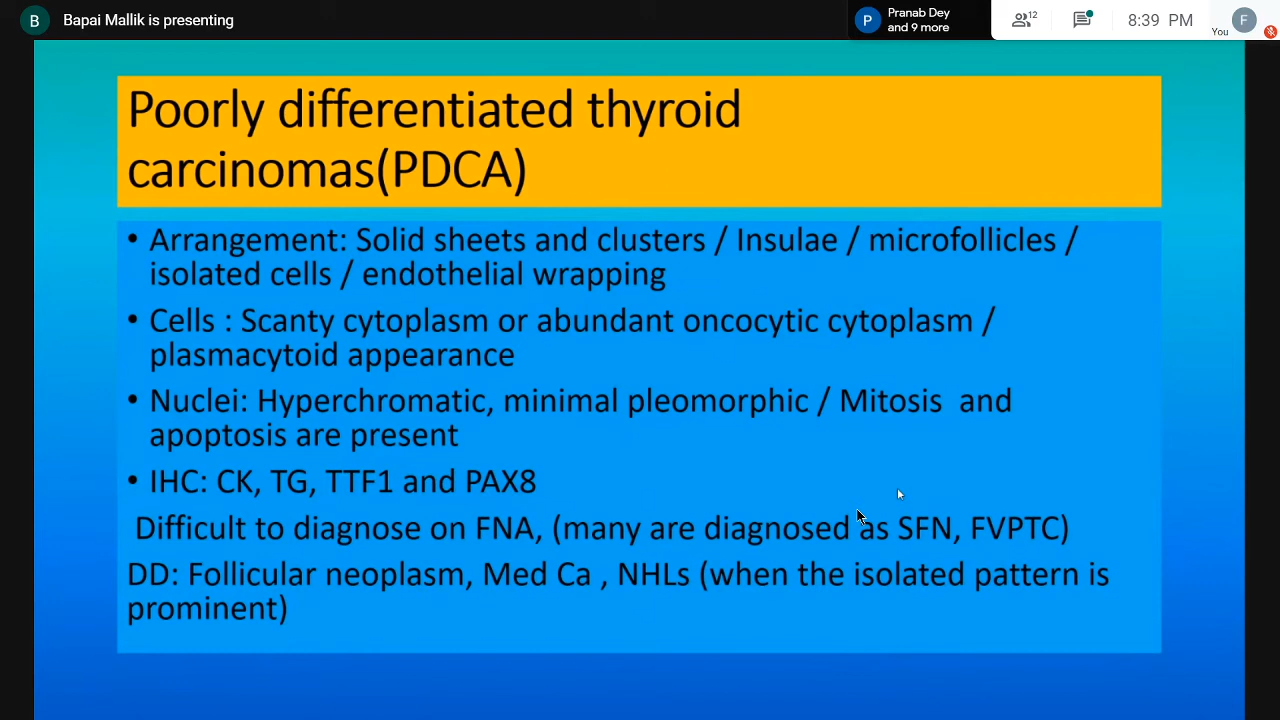 B Bapai Mallik is presenting
P Pranab Dey
and 9 more
12
8:39 PM
You
F
Poorly differentiated thyroid
carcinomas(PDCA)
• Arrangement: Solid sheets and clusters / Insulae / microfollicles /
isolated cells / endothelial wrapping
• Cells : Scanty cytoplasm or abundant oncocytic cytoplasm /
plasmacytoid appearance
• Nuclei: Hyperchromatic, minimal pleomorphic / Mitosis and
apoptosis are present
• IHC: CK, TG, TTF1 and PAX8
Difficult to diagnose on FNA, (many are diagnosed as SFN, FVPTC)
DD: Follicular neoplasm, Med Ca , NHLs (when the isolated pattern is
prominent)